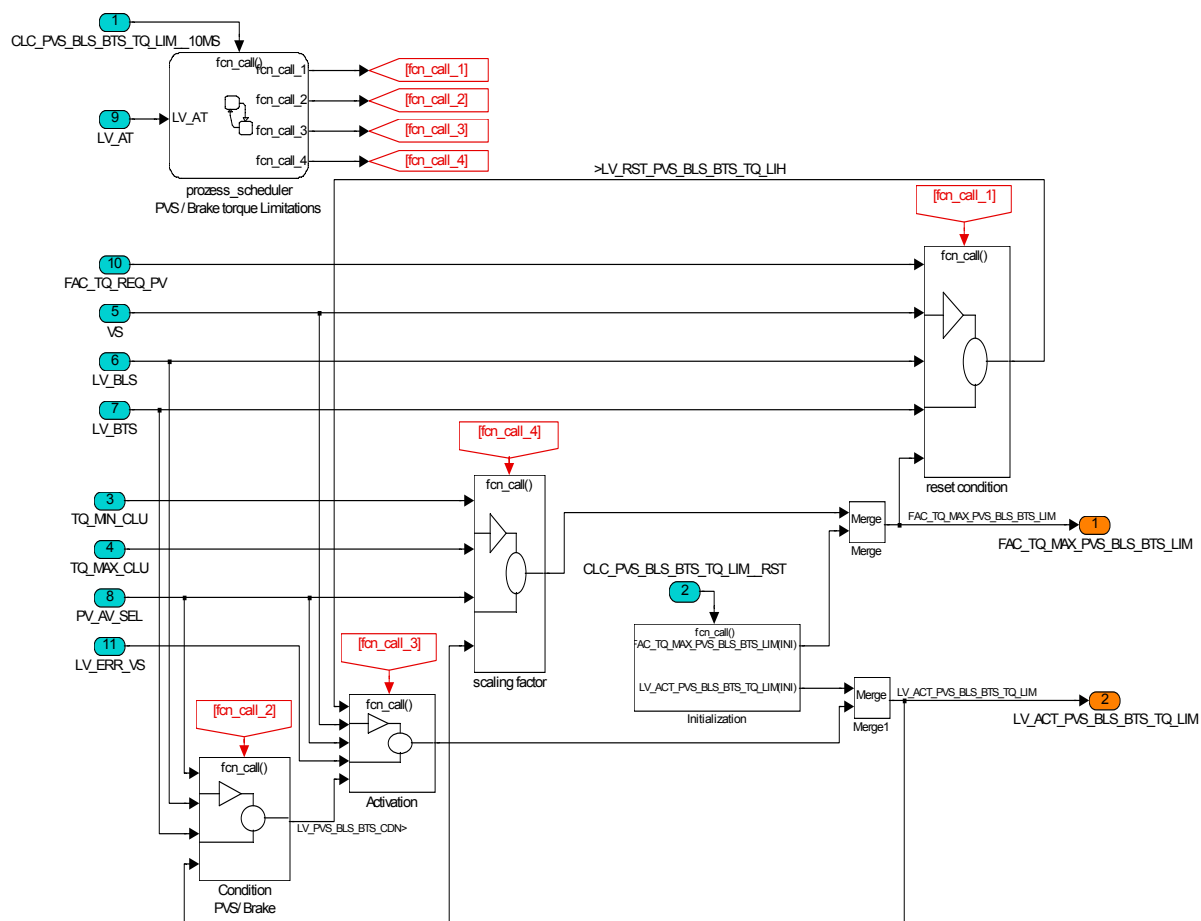 1
CLC_PVS_BLS_BTS_TQ_LIM__10MS
fcn_call()
fcn_call_1
[fcn_call_1]
fcn_call_2
[fcn_call_2]
9
LV_AT
LV_AT
fcn_call_3
[fcn_call_3]
fcn_call_4
[fcn_call_4]
prozess_scheduler
PVS / Brake torque Limitations
>LV_RST_PVS_BLS_BTS_TQ_LIH
[fcn_call_1]
fcn_call()
10
FAC_TQ_REQ_PV
5
VS
6
LV_BLS
7
LV_BTS
[fcn_call_4]
fcn_call()
reset condition
3
TQ_MIN_CLU
4
TQ_MAX_CLU
8
PV_AV_SEL
11
LV_ERR_VS
Merge
Merge
FAC_TQ_MAX_PVS_BLS_BTS_LIM
1
FAC_TQ_MAX_PVS_BLS_BTS_LIM
CLC_PVS_BLS_BTS_TQ_LIM__RST
2
fcn_call()
FAC_TQ_MAX_PVS_BLS_BTS_LIM(INI)
LV_ACT_PVS_BLS_BTS_TQ_LIM(INI)
Initialization
scaling factor
[fcn_call_3]
fcn_call()
Activation
Merge
Merge1
LV_ACT_PVS_BLS_BTS_TQ_LIM
2
LV_ACT_PVS_BLS_BTS_TQ_LIM
[fcn_call_2]
fcn_call()
LV_PVS_BLS_BTS_CDN>
Condition
PVS/ Brake